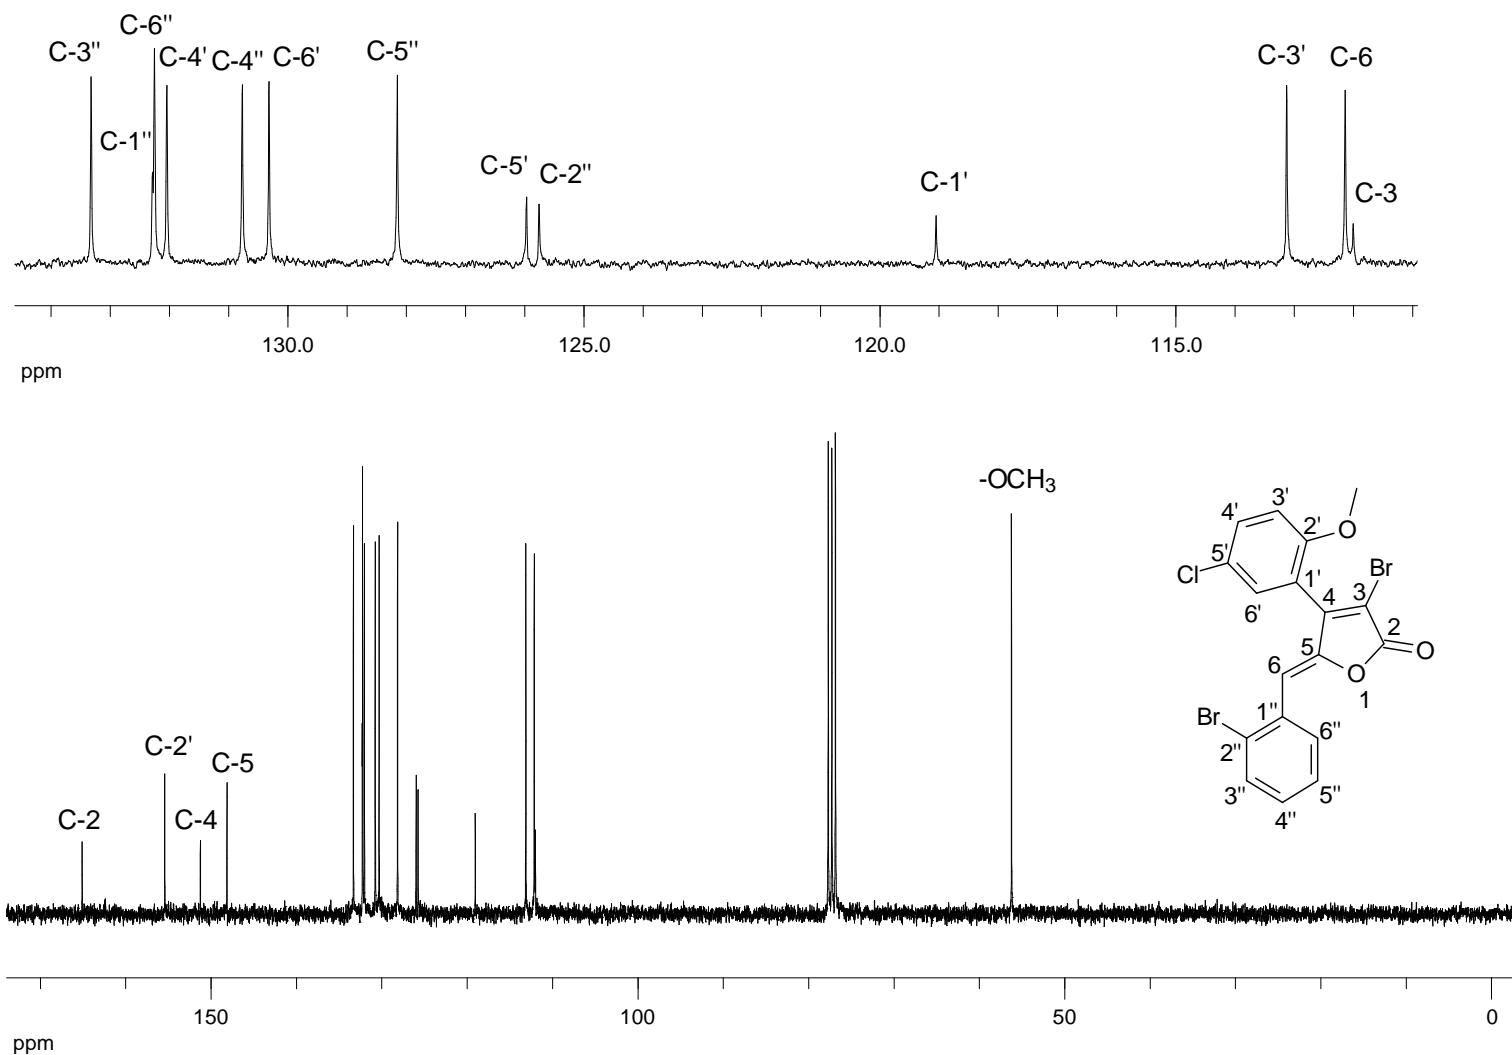 C-6"
C-3" C-4' C-4" C-6' C-5" C-3' C-6
C-1"
C-5' C-2" C-1' C-3
130.0 125.0 120.0 115.0
ppm
-OCH3
3'
4' 2' O
5' Br
Cl 1' 3
6' 4 2
5 O
6 O
1
Br 1"
6"
2"
3" 5"
4"
C-2' C-5
C-2 C-4
150 100 50 0
ppm